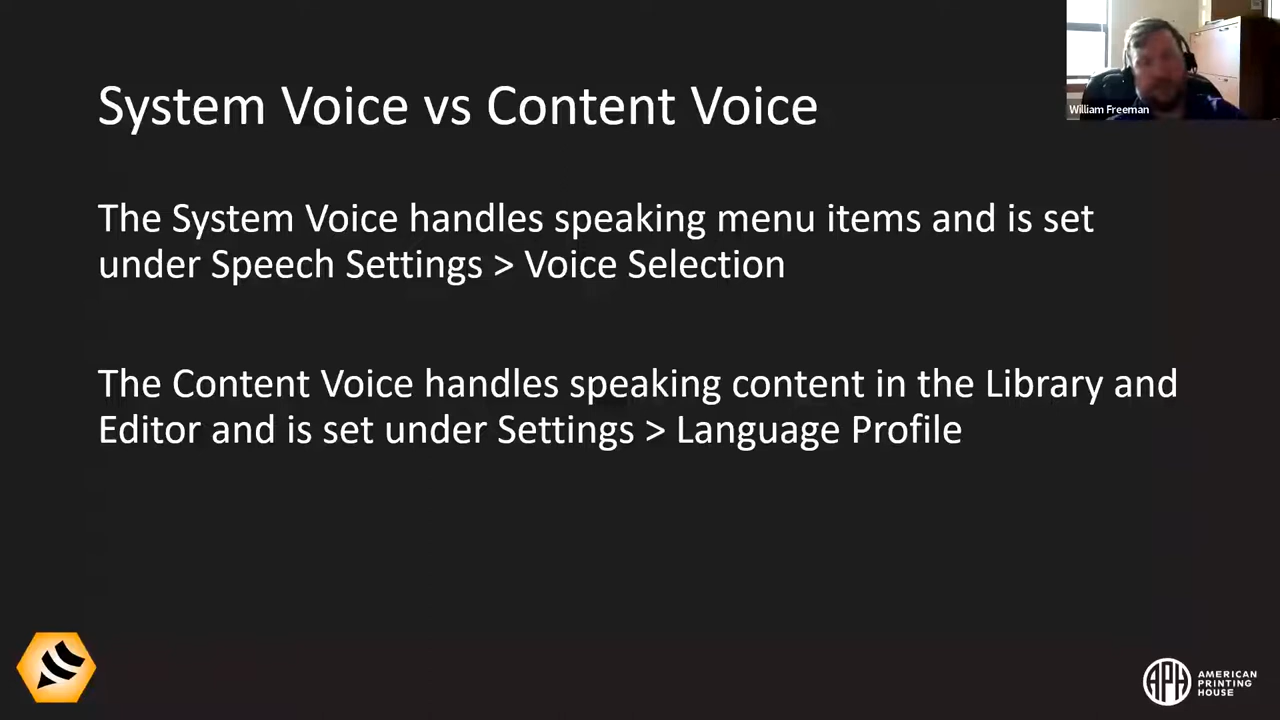 System Voice vs Content Voice
William Freeman
The System Voice handles speaking menu items and is set
under Speech Settings > Voice Selection
The Content Voice handles speaking content in the Library and
Editor and is set under Settings > Language Profile
APH
AMERICAN
PRINTING
HOUSE